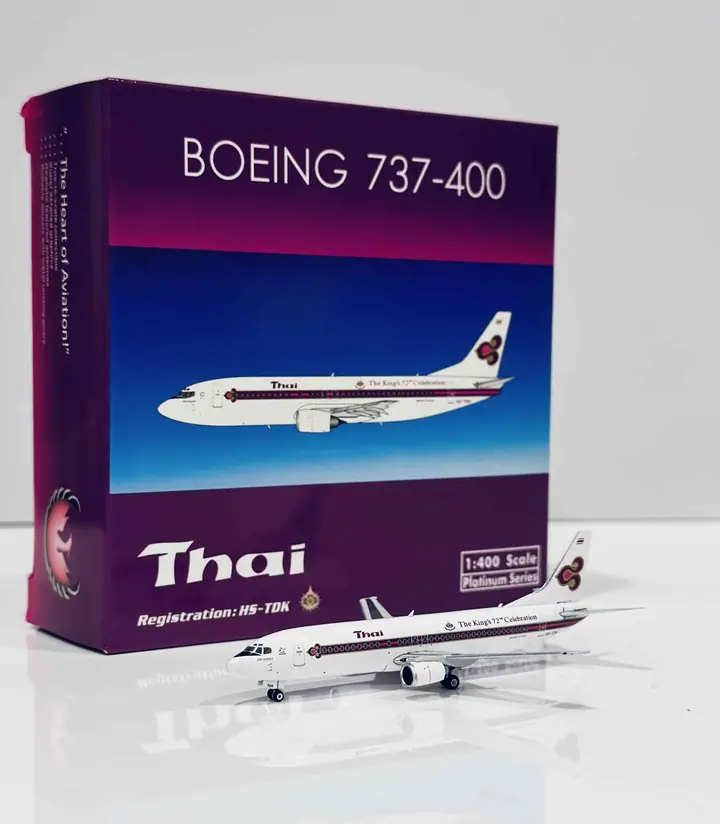 BOEING 737-400
"...The Heart of Aviation!"
Thai
The King's 72nd Celebration
Thai
Registration: HS-TDK
1:400 Scale
Platinum Series
Thai
The King's 72nd Celebration